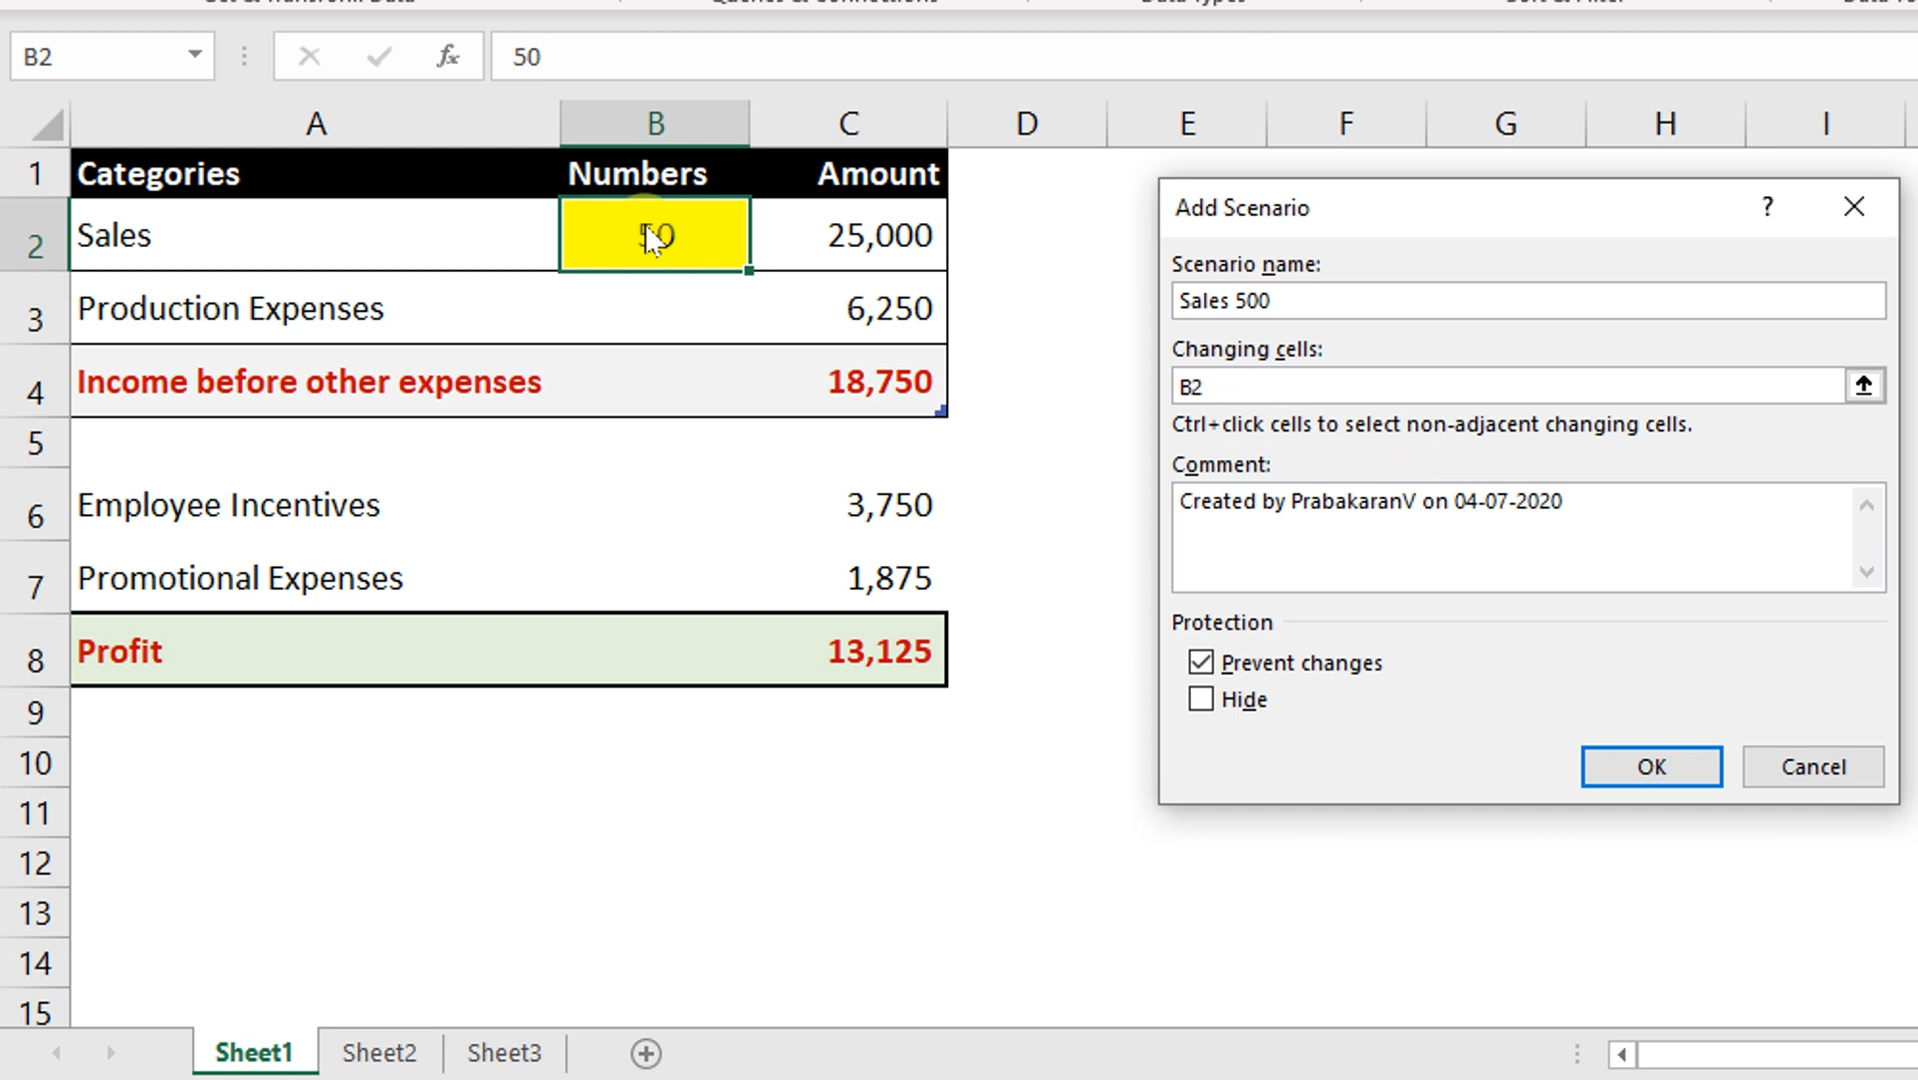 B2
fx
50
A B C D E F G H I
1 Categories Numbers Amount
2 Sales 50 25,000
3 Production Expenses 6,250
4 Income before other expenses 18,750
5
6 Employee Incentives 3,750
7 Promotional Expenses 1,875
8 Profit 13,125
9
10
11
12
13
14
15
Add Scenario ?
Scenario name:
Sales 500
Changing cells:
B2
Ctrl+click cells to select non-adjacent changing cells.
Comment:
Created by PrabakaranV on 04-07-2020
Protection
Prevent changes
Hide
OK Cancel
Sheet1 Sheet2 Sheet3